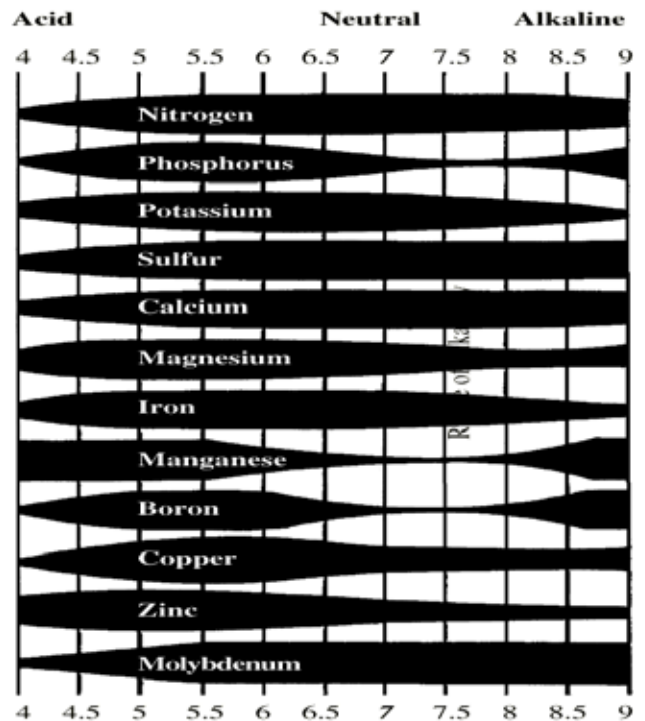 Acid Neutral Alkaline
4 4.5 5 5.5 6 6.5 7 7.5 8 8.5 9
Nitrogen
Phosphorus
Potassium
Sulfur
Calcium
Magnesium
Iron
Manganese
Boron
Copper
Zinc
Molybdenum
4 4.5 5 5.5 6 6.5 7 7.5 8 8.5 9